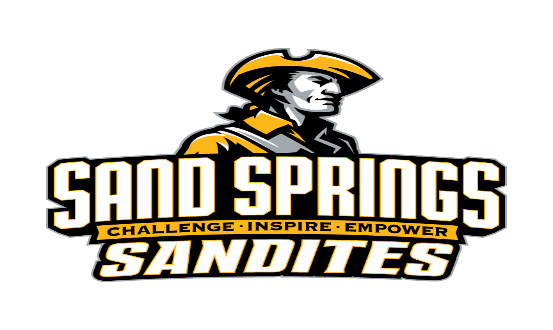 SAND SPRINGS
CHALLENGE · INSPIRE · EMPOWER
SANDITES